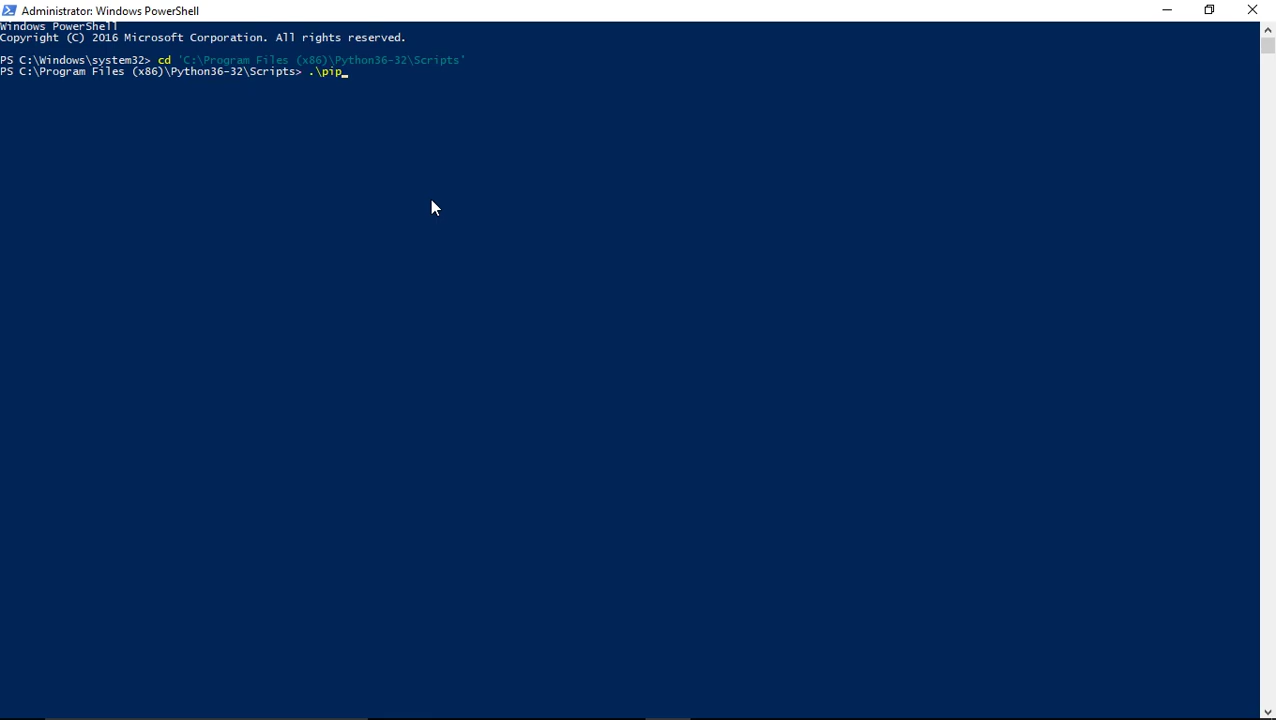 Administrator: Windows PowerShell
Windows PowerShell
Copyright (C) 2016 Microsoft Corporation. All rights reserved.
PS C:\Windows\system32> cd 'C:\Program Files (x86)\Python36-32\Scripts'
PS C:\Program Files (x86)\Python36-32\Scripts> .\pip_